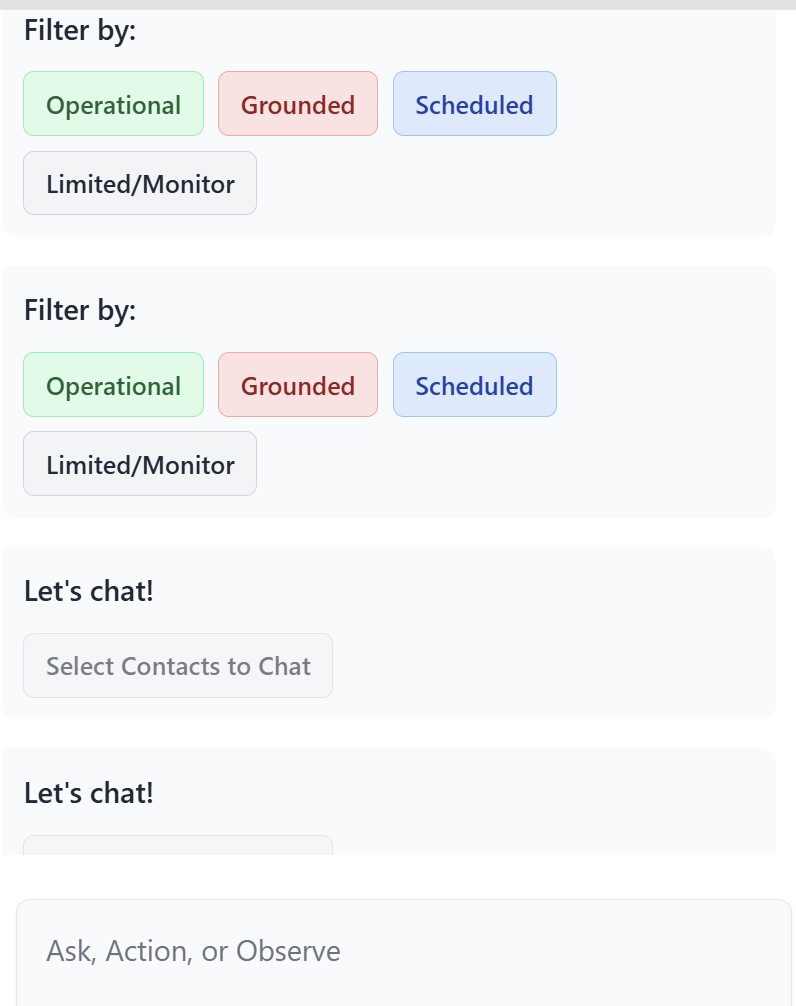 Filter by:
Operational Grounded Scheduled
Limited/Monitor
Filter by:
Operational Grounded Scheduled
Limited/Monitor
Let's chat!
Select Contacts to Chat
Let's chat!
Ask, Action, or Observe